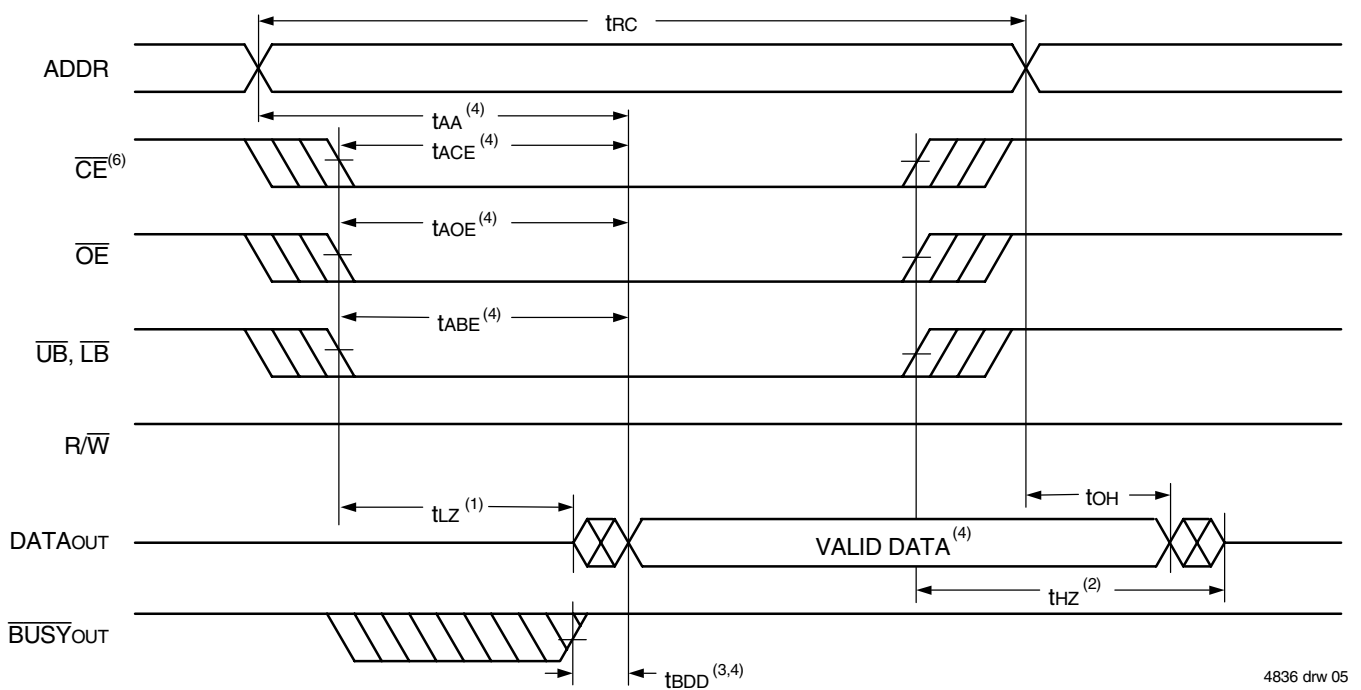 tRC
ADDR
tAA (4)
CE(6)
tACE (4)
OE
tAOE (4)
UB, LB
tABE (4)
R/W
tLZ (1)
tOH
DATAOUT
VALID DATA(4)
tHZ (2)
BUSYOUT
tBDD (3,4)
4836 drw 05